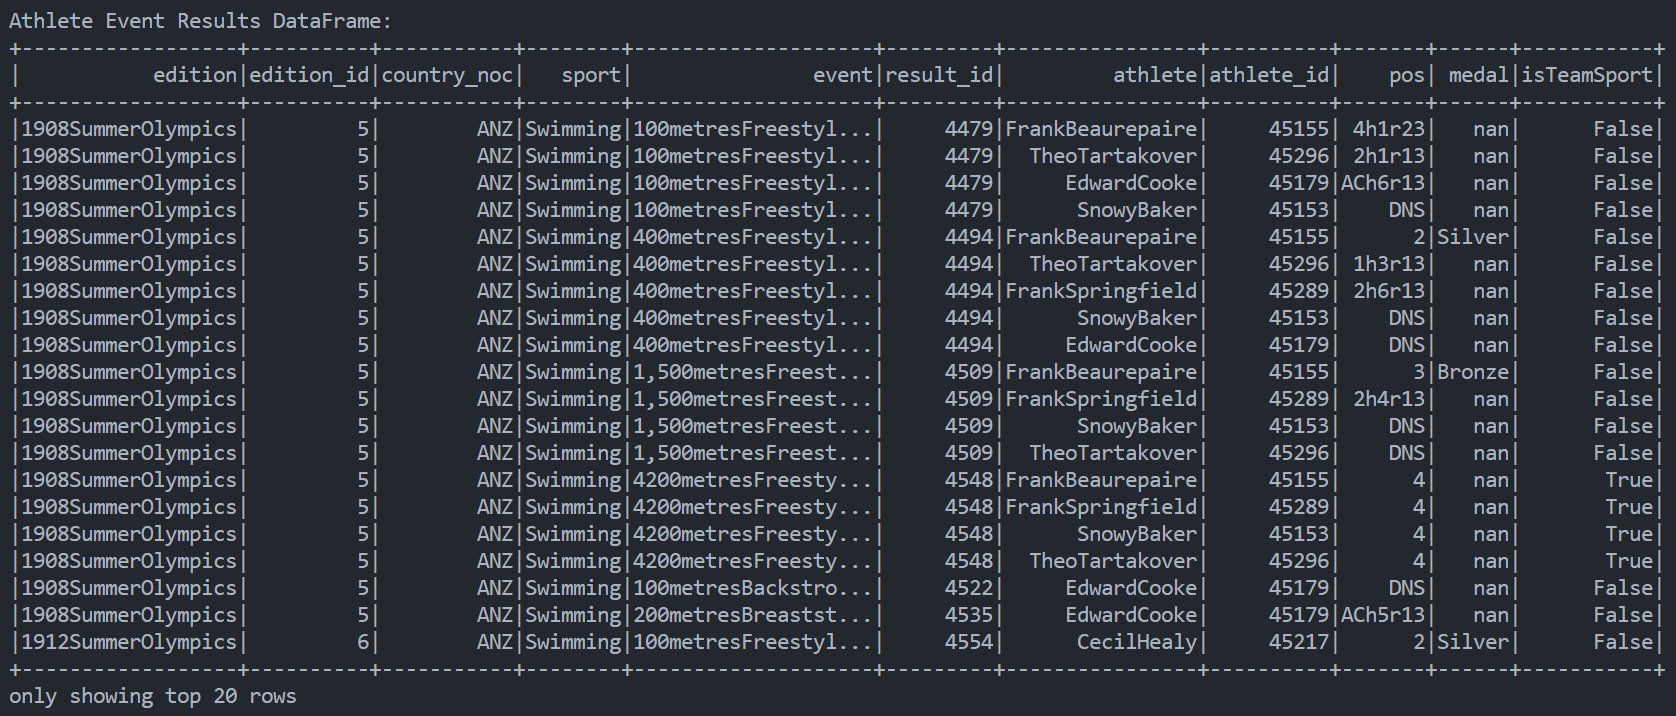 Athlete Event Results DataFrame:
+------------------+----------+-----------+--------+--------------------+---------+----------------+----------+-------+------+-----------+
|           edition|edition_id|country_noc|   sport|               event|result_id|         athlete|athlete_id|    pos| medal|isTeamSport|
+------------------+----------+-----------+--------+--------------------+---------+----------------+----------+-------+------+-----------+
|1908SummerOlympics|         5|        ANZ|Swimming|100metresFreestyl...|     4479|FrankBeaurepaire|     45155| 4h1r23|   nan|      False|
|1908SummerOlympics|         5|        ANZ|Swimming|100metresFreestyl...|     4479|  TheoTartakover|     45296| 2h1r13|   nan|      False|
|1908SummerOlympics|         5|        ANZ|Swimming|100metresFreestyl...|     4479|     EdwardCooke|     45179|ACh6r13|   nan|      False|
|1908SummerOlympics|         5|        ANZ|Swimming|100metresFreestyl...|     4479|      SnowyBaker|     45153|    DNS|   nan|      False|
|1908SummerOlympics|         5|        ANZ|Swimming|400metresFreestyl...|     4494|FrankBeaurepaire|     45155|      2|Silver|      False|
|1908SummerOlympics|         5|        ANZ|Swimming|400metresFreestyl...|     4494|  TheoTartakover|     45296| 1h3r13|   nan|      False|
|1908SummerOlympics|         5|        ANZ|Swimming|400metresFreestyl...|     4494|FrankSpringfield|     45289| 2h6r13|   nan|      False|
|1908SummerOlympics|         5|        ANZ|Swimming|400metresFreestyl...|     4494|      SnowyBaker|     45153|    DNS|   nan|      False|
|1908SummerOlympics|         5|        ANZ|Swimming|400metresFreestyl...|     4494|     EdwardCooke|     45179|    DNS|   nan|      False|
|1908SummerOlympics|         5|        ANZ|Swimming|1,500metresFreest...|     4509|FrankBeaurepaire|     45155|      3|Bronze|      False|
|1908SummerOlympics|         5|        ANZ|Swimming|1,500metresFreest...|     4509|FrankSpringfield|     45289| 2h4r13|   nan|      False|
|1908SummerOlympics|         5|        ANZ|Swimming|1,500metresFreest...|     4509|      SnowyBaker|     45153|    DNS|   nan|      False|
|1908SummerOlympics|         5|        ANZ|Swimming|1,500metresFreest...|     4509|  TheoTartakover|     45296|    DNS|   nan|      False|
|1908SummerOlympics|         5|        ANZ|Swimming|4200metresFreesty...|     4548|FrankBeaurepaire|     45155|      4|   nan|       True|
|1908SummerOlympics|         5|        ANZ|Swimming|4200metresFreesty...|     4548|FrankSpringfield|     45289|      4|   nan|       True|
|1908SummerOlympics|         5|        ANZ|Swimming|4200metresFreesty...|     4548|      SnowyBaker|     45153|      4|   nan|       True|
|1908SummerOlympics|         5|        ANZ|Swimming|4200metresFreesty...|     4548|  TheoTartakover|     45296|      4|   nan|       True|
|1908SummerOlympics|         5|        ANZ|Swimming|100metresBackstro...|     4522|     EdwardCooke|     45179|    DNS|   nan|      False|
|1908SummerOlympics|         5|        ANZ|Swimming|200metresBreastst...|     4535|     EdwardCooke|     45179|ACh5r13|   nan|      False|
|1912SummerOlympics|         6|        ANZ|Swimming|100metresFreestyl...|     4554|      CecilHealy|     45217|      2|Silver|      False|
+------------------+----------+-----------+--------+--------------------+---------+----------------+----------+-------+------+-----------+
only showing top 20 rows